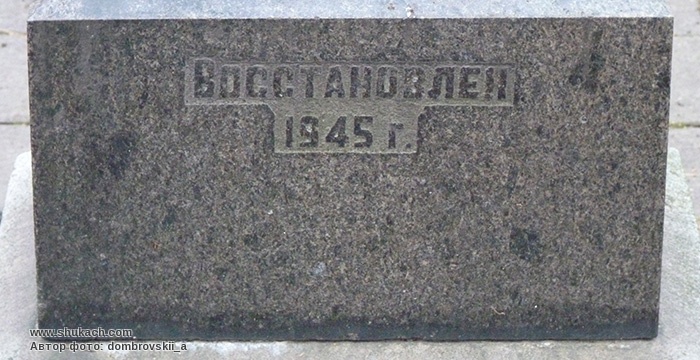 ВОССТАНОВЛЕН
1945 г.
www.shukach.com
Автор фото: dombrovskii_a